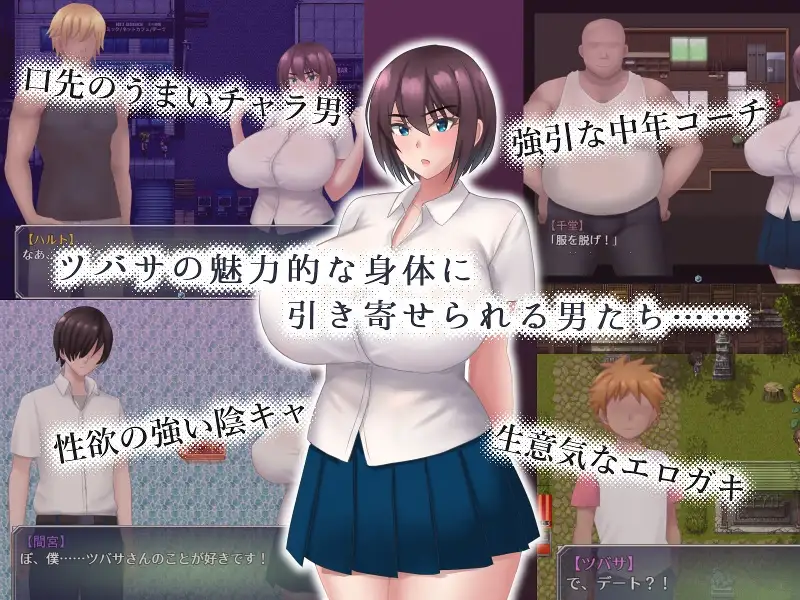 口先のうまいチャラ男
強引な中年コーチ
【ハルト】
なあ、
【千堂】
「服を脱げ！」
ツバサの魅力的な身体に
引き寄せられる男たち……
性欲の強い陰キャ
生意気なエロガキ
【間宮】
ぼ、僕……ツバサさんのことが好きです！
【ツバサ】
で、デート？！